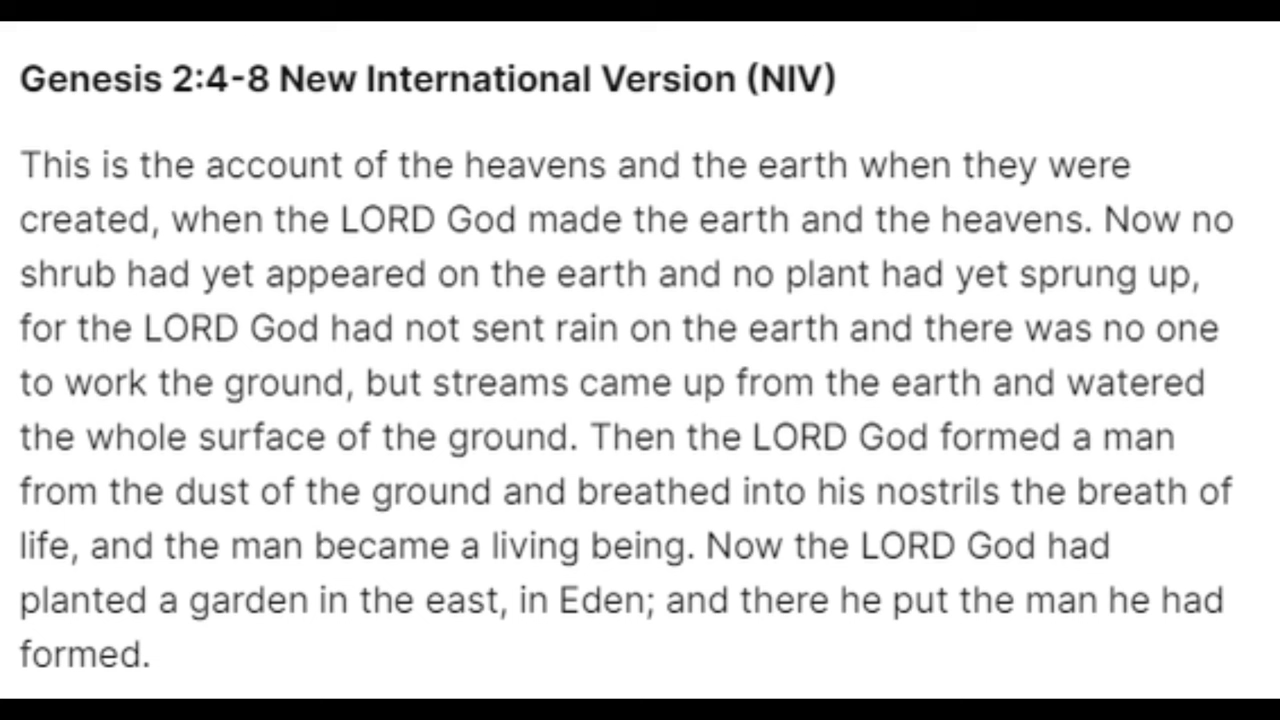 Genesis 2:4-8 New International Version (NIV)
This is the account of the heavens and the earth when they were
created, when the LORD God made the earth and the heavens. Now no
shrub had yet appeared on the earth and no plant had yet sprung up,
for the LORD God had not sent rain on the earth and there was no one
to work the ground, but streams came up from the earth and watered
the whole surface of the ground. Then the LORD God formed a man
from the dust of the ground and breathed into his nostrils the breath of
life, and the man became a living being. Now the LORD God had
planted a garden in the east, in Eden; and there he put the man he had
formed.